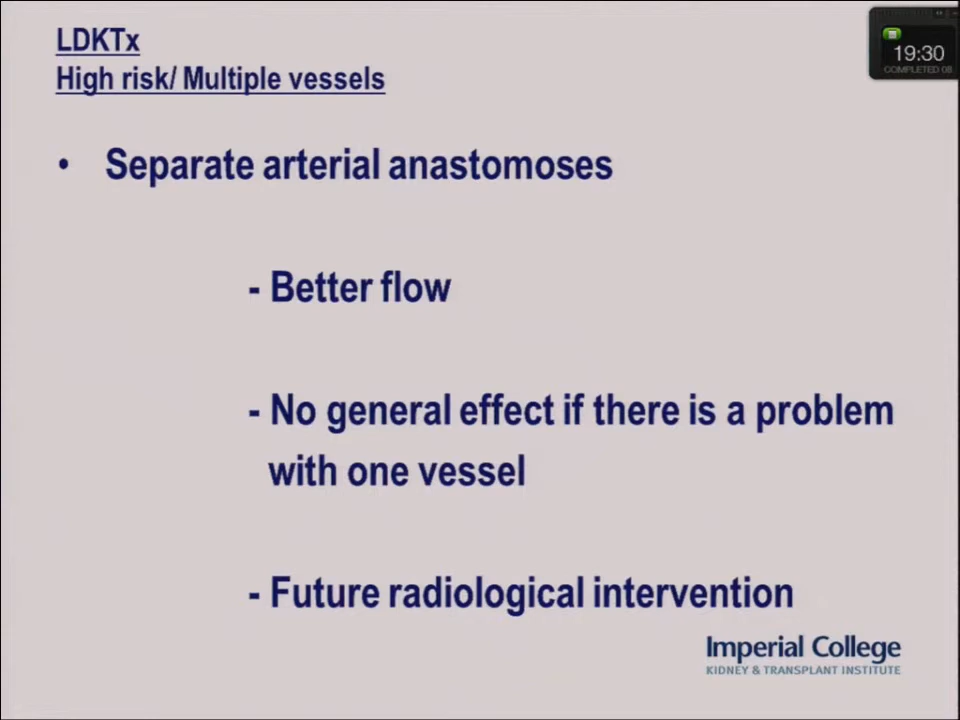 LDKTx
High risk/ Multiple vessels
19:30
COMPLETED 08
• Separate arterial anastomoses
- Better flow
- No general effect if there is a problem
with one vessel
- Future radiological intervention
Imperial College
KIDNEY & TRANSPLANT INSTITUTE